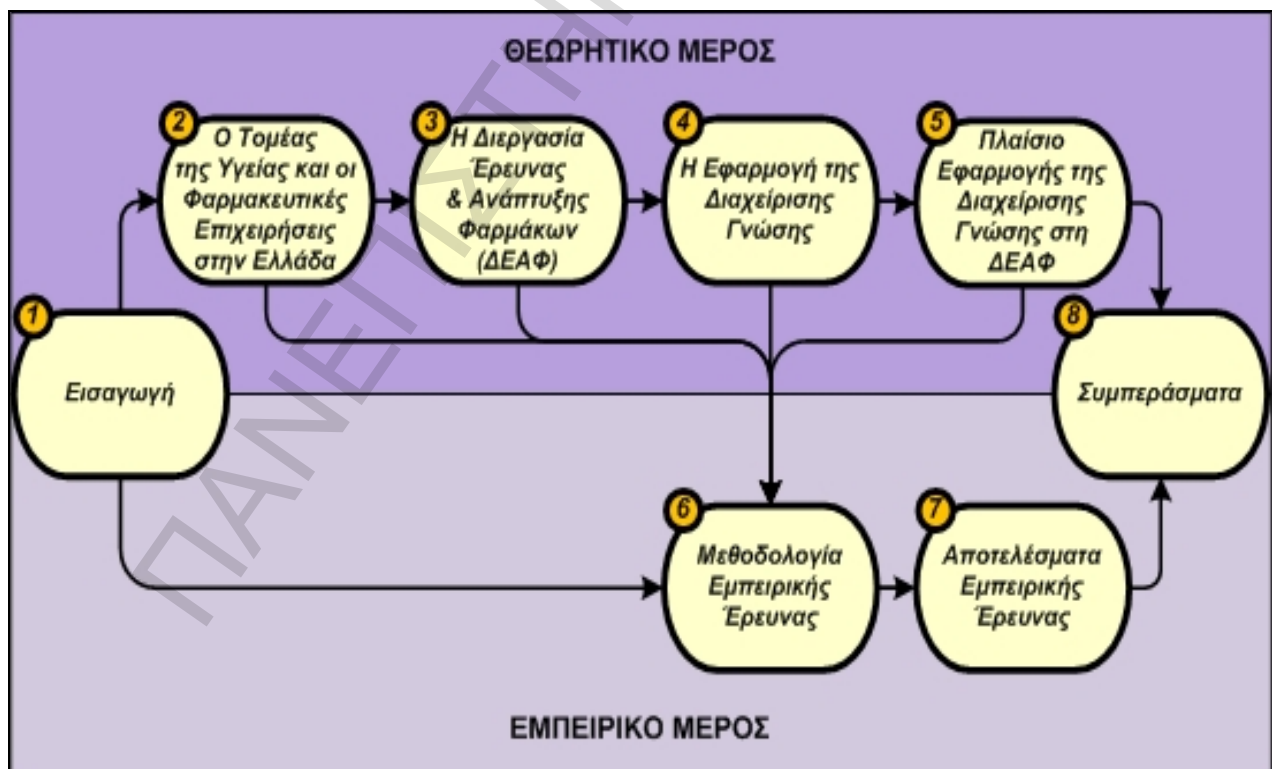 ΘΕΩΡΗΤΙΚΟ ΜΕΡΟΣ
2
Ο Τομέας
της Υγείας και οι
Φαρμακευτικές
Επιχειρήσεις
στην Ελλάδα
3
Η Διεργασία
Έρευνας
& Ανάπτυξης
Φαρμάκων
(ΔΕΑΦ)
4
Η Εφαρμογή της
Διαχείρισης
Γνώσης
5
Πλαίσιο
Εφαρμογής της
Διαχείρισης
Γνώσης στη
ΔΕΑΦ
1
Εισαγωγή
8
Συμπεράσματα
6
Μεθοδολογία
Εμπειρικής
Έρευνας
7
Αποτελέσματα
Εμπειρικής
Έρευνας
ΕΜΠΕΙΡΙΚΟ ΜΕΡΟΣ